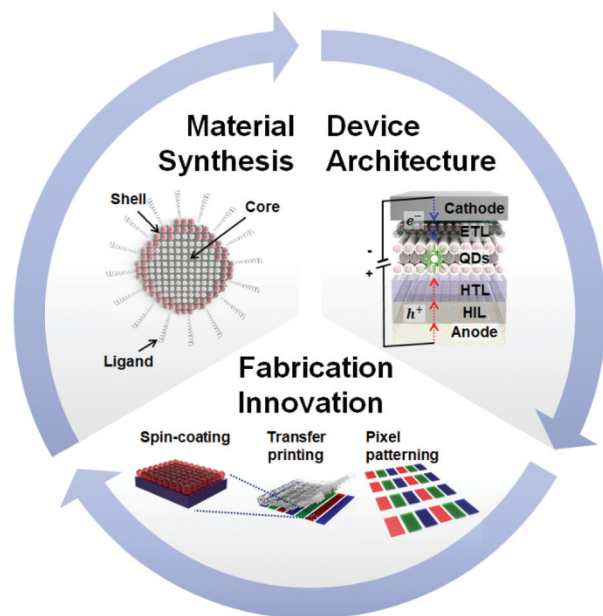 Material
Synthesis
Shell
Core
Ligand
Device
Architecture
Cathode
e⁻
ETL
-
QDs
+
HTL
h⁺
HIL
Anode
Fabrication
Innovation
Spin-coating
Transfer
printing
Pixel
patterning